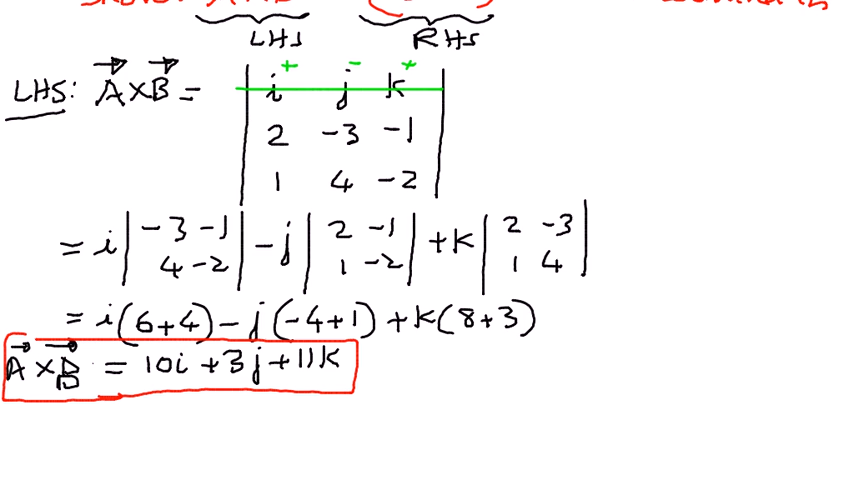 LHS RHS
LHS: A×B = | i+ j- k+ |
2 -3 -1
1 4 -2
= i | -3 -1 | - j | 2 -1 | + k | 2 -3 |
4 -2 1 -2 1 4
= i(6+4) - j(-4+1) + k(8+3)
A×B = 10i + 3j + 11k